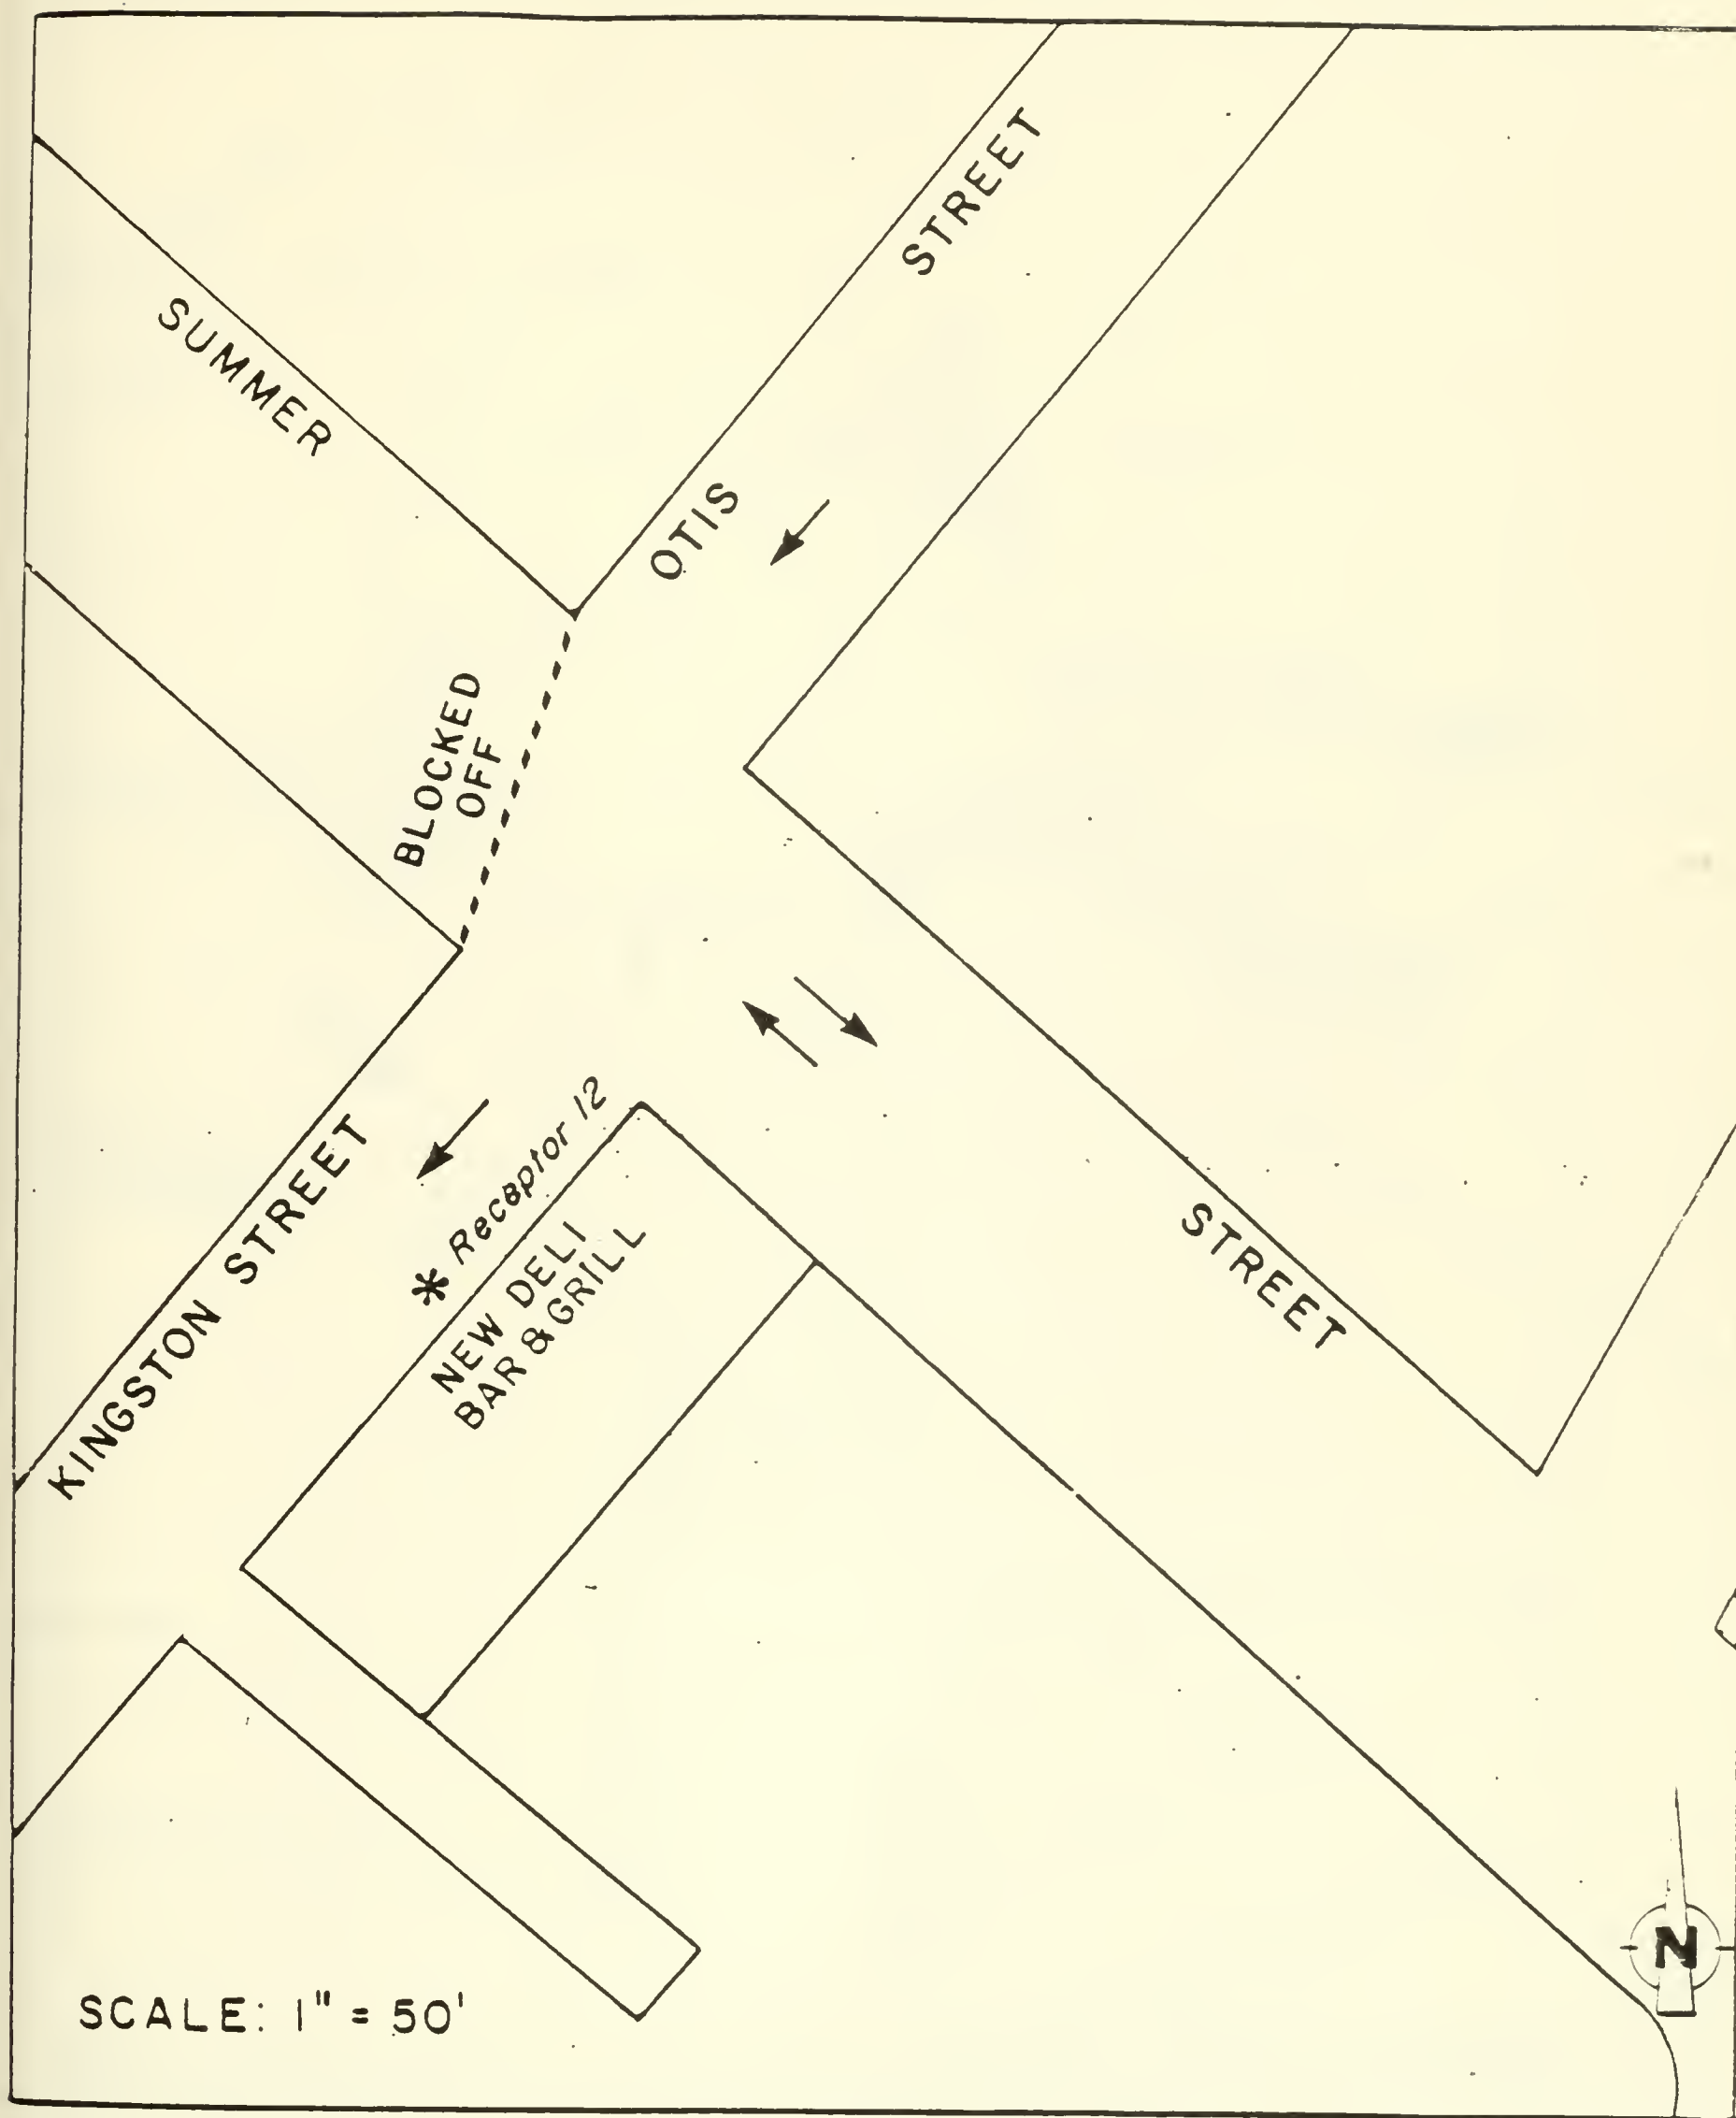 STREET
SUMMER
OTIS
BLOCKED
OFF
KINGSTON STREET
* Receptor 12
NEW DELI
BAR & GRILL
STREET
N
SCALE: 1" = 50'